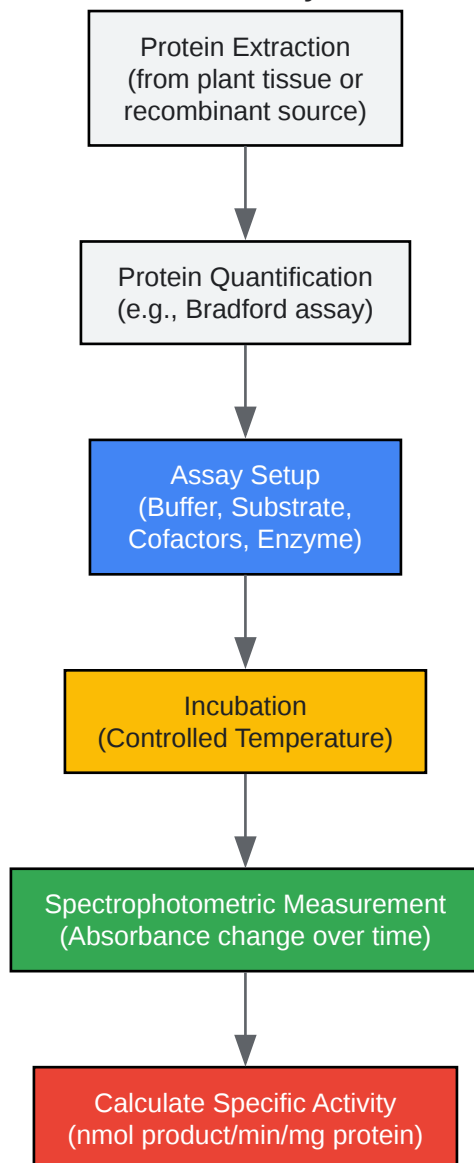 Protein Extraction
(from plant tissue or
recombinant source)
Protein Quantification
(e.g., Bradford assay)
Assay Setup
(Buffer, Substrate,
Cofactors, Enzyme)
Incubation
(Controlled Temperature)
Spectrophotometric Measurement
(Absorbance change over time)
Calculate Specific Activity
(nmol product/min/mg protein)